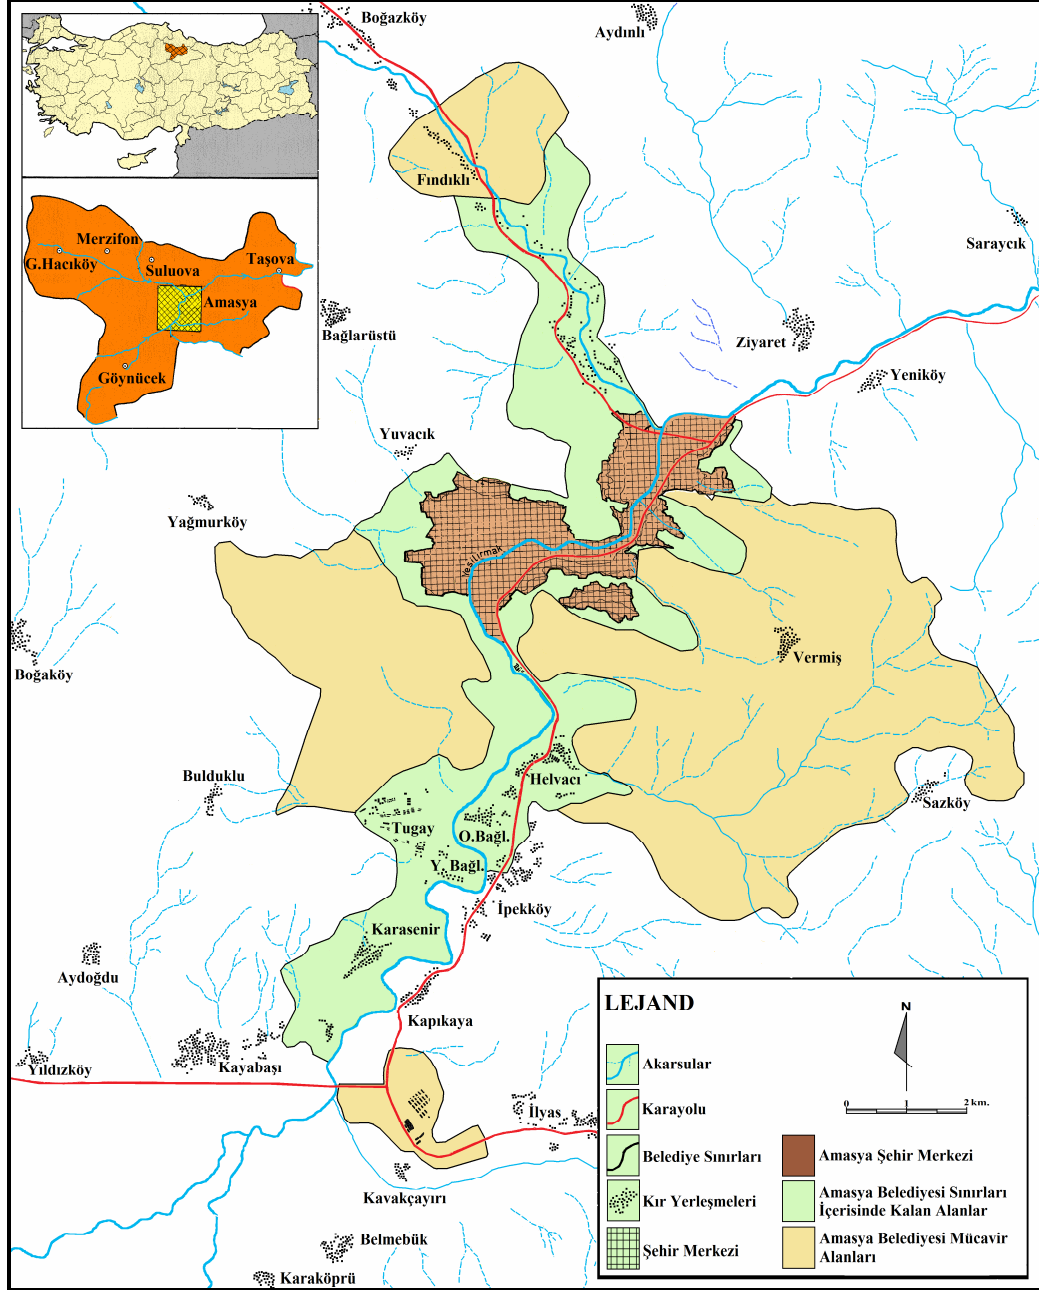 Boğazköy
Aydınlı
Fındıklı
Saraycık
Merzifon
G.Hacıköy
Suluova
Taşova
Amasya
Göynücek
Bağlarüstü
Ziyaret
Yeniköy
Yuvacık
Yağmurköy
Yeşilırmak
Vermiş
Boğaköy
Bulduklu
Helvacı
Sazköy
Tugay
O.Bağl.
Y. Bağl.
İpekköy
Karasenir
Aydoğdu
Kapıkaya
Yıldızköy
Kayabaşı
İlyas
Kavakçayırı
Belmebük
Karaköprü
LEJAND
N
0 1 2 km.
Akarsular
Karayolu
Belediye Sınırları
Kır Yerleşmeleri
Şehir Merkezi
Amasya Şehir Merkezi
Amasya Belediyesi Sınırları
İçerisinde Kalan Alanlar
Amasya Belediyesi Mücavir
Alanları